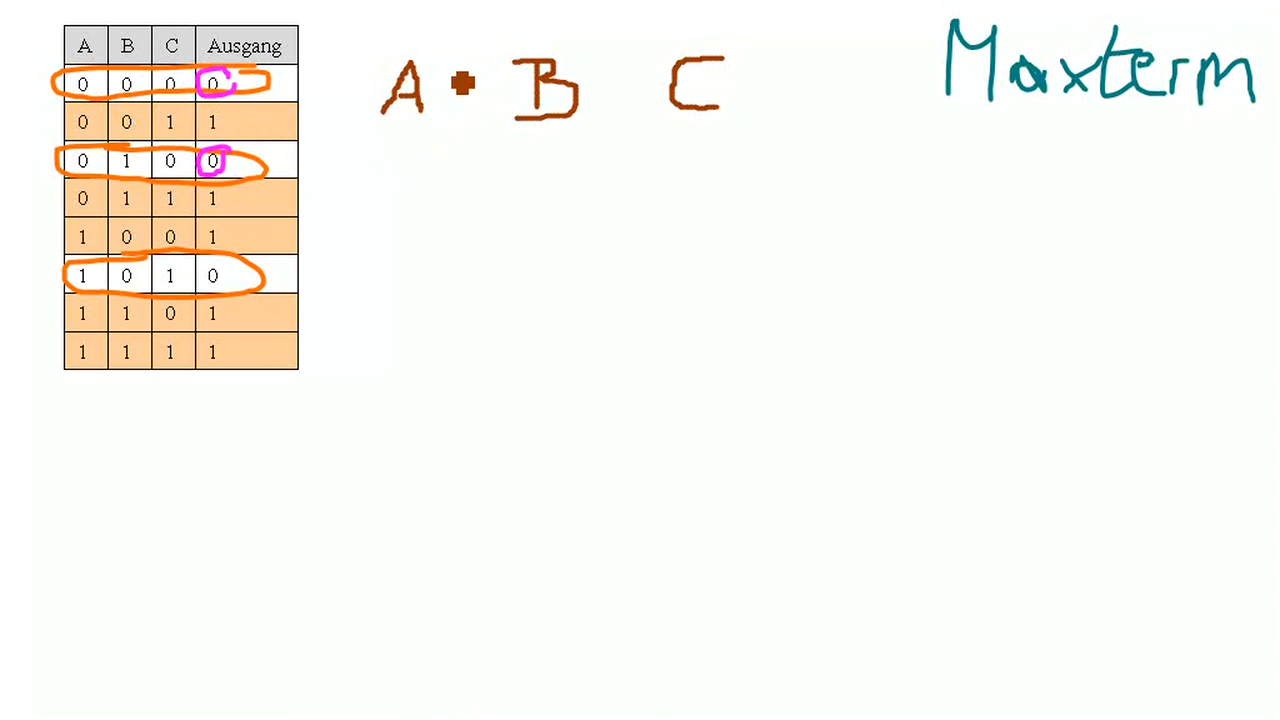 A B C Ausgang
0 0 0 0
0 0 1 1
0 1 0 0
0 1 1 1
1 0 0 1
1 0 1 0
1 1 0 1
1 1 1 1
A • B C
Maxterm